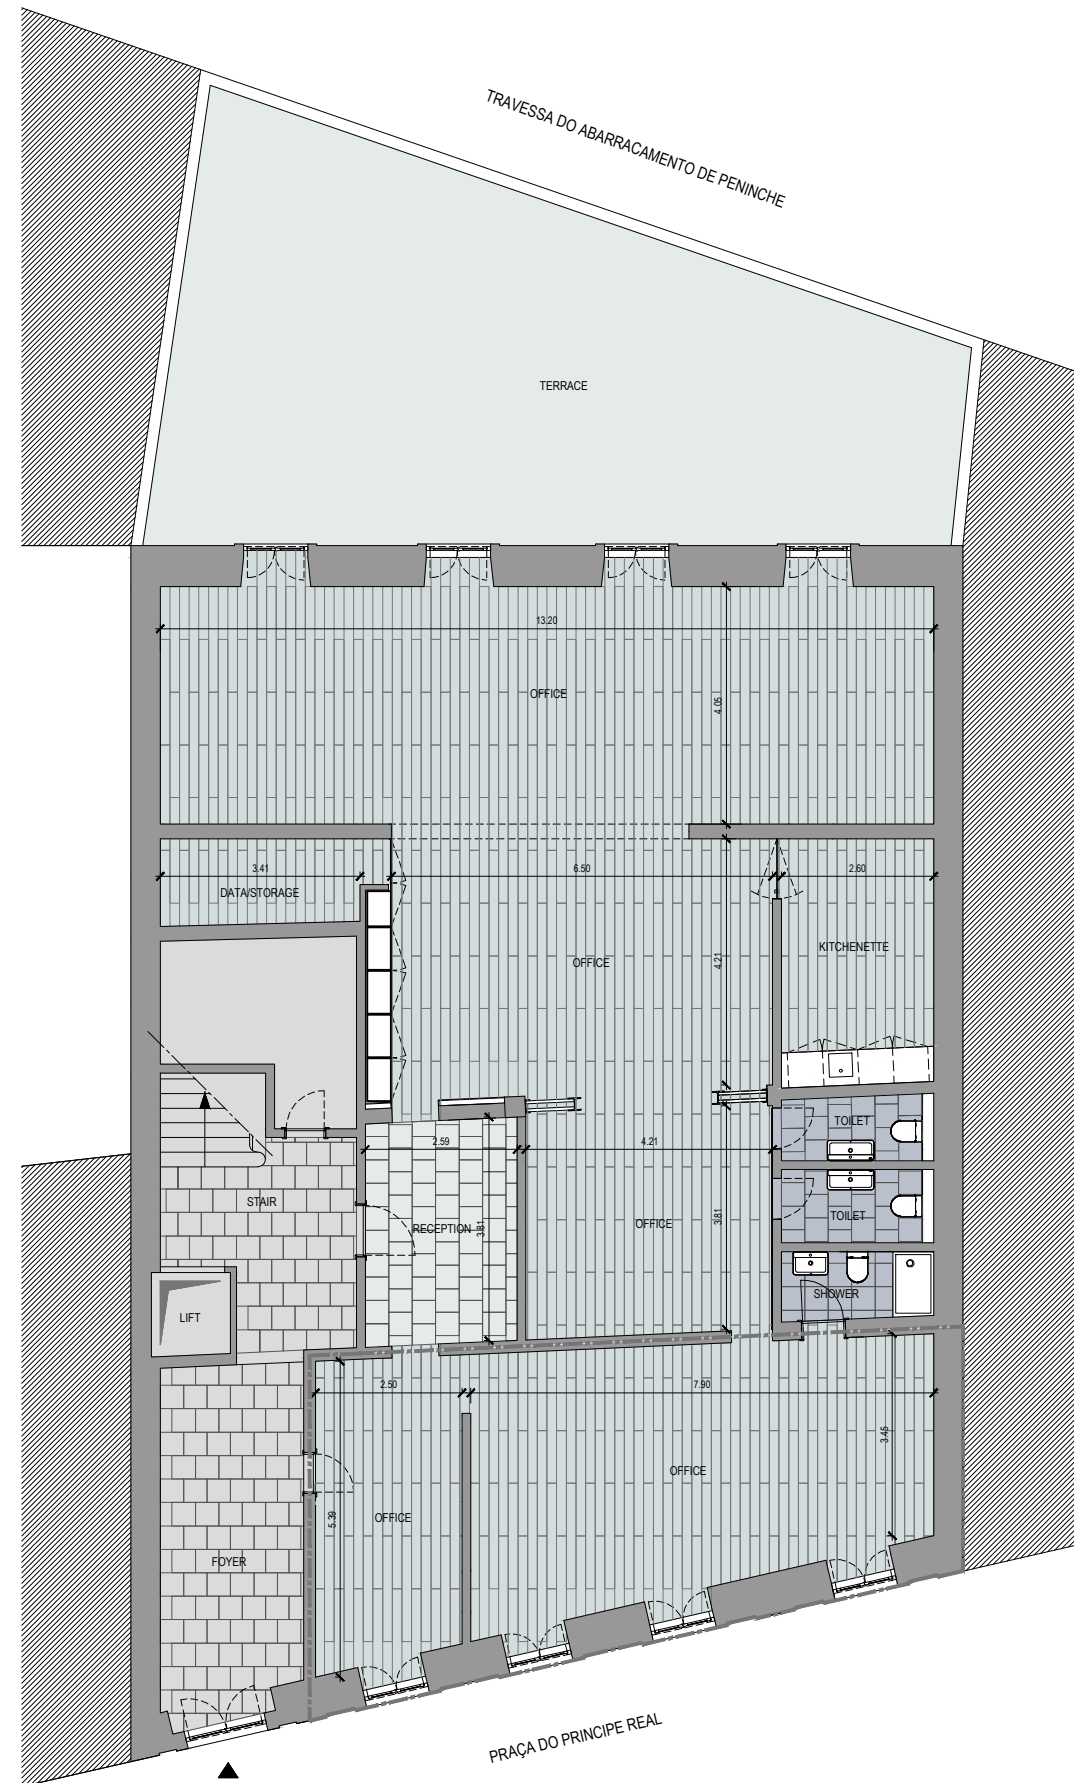 TRAVESSA DO ABARRACAMENTO DE PENINCHE
TERRACE
13.20
OFFICE
4.05
3.41
6.50
2.60
DATA/STORAGE
KITCHENETTE
OFFICE
4.21
TOILET
2.59
4.21
STAIR
RECEPTION
3.81
OFFICE
3.81
TOILET
SHOWER
LIFT
2.50
7.90
3.45
OFFICE
OFFICE
5.39
FOYER
PRAÇA DO PRINCIPE REAL